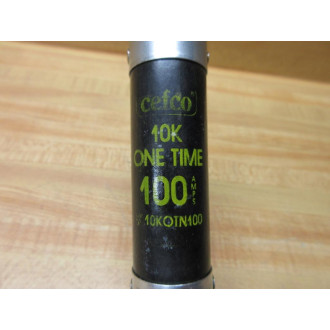 cefco
10K
ONE TIME
100 AMPS
10KOTN100